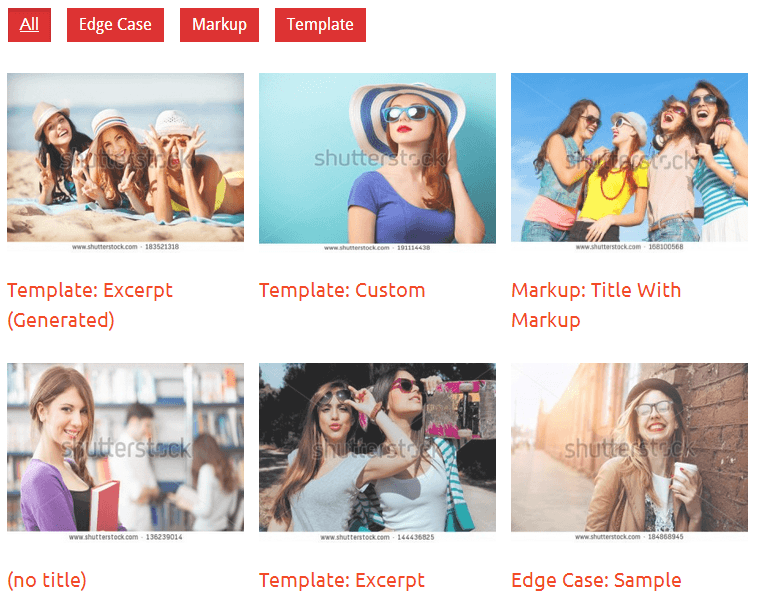 All Edge Case Markup Template
shutterstock shutterstock shutterstock
www.shutterstock.com · 183521318 www.shutterstock.com · 191114438 www.shutterstock.com · 168100568
Template: Excerpt
(Generated)
Template: Custom
Markup: Title With
Markup
shutterstock shutterstock shutterstock
www.shutterstock.com · 136239014 www.shutterstock.com · 144436825 www.shutterstock.com · 184868945
(no title)
Template: Excerpt
Edge Case: Sample